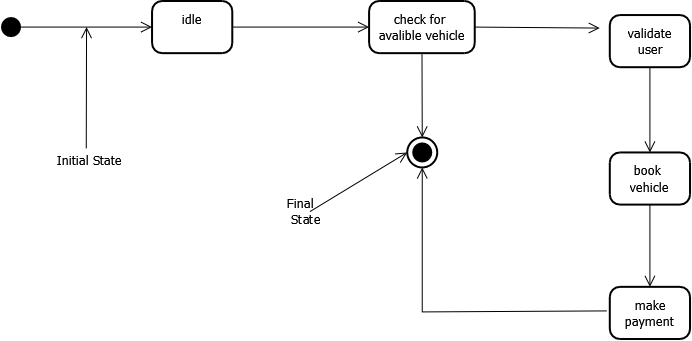 idle
check for
avalible vehicle
validate
user
Initial State
book
vehicle
Final
State
make
payment